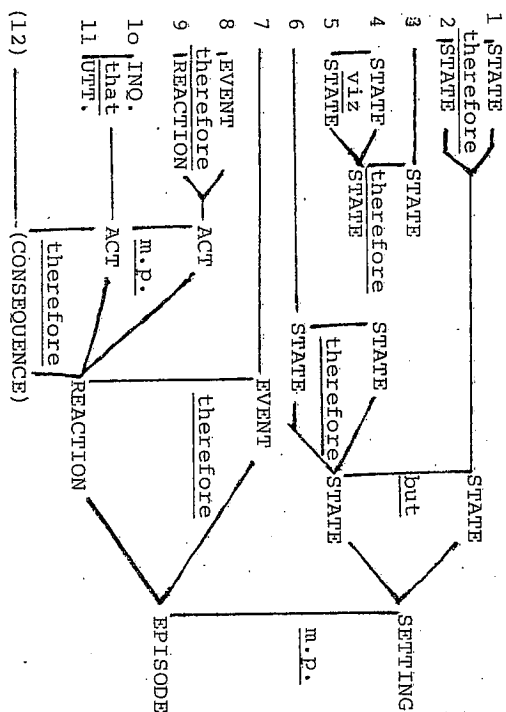 1 STATE
therefore
2 STATE
STATE
but
3 STATE
therefore
4 STATE
viz
5 STATE
STATE
STATE
therefore
6 STATE
STATE
SETTING
m.p.
7 EVENT
therefore
8 EVENT
therefore
9 REACTION
ACT
m.p.
10 INQ.
that
11 UTT.
ACT
therefore
(12) (CONSEQUENCE)
REACTION
EPISODE